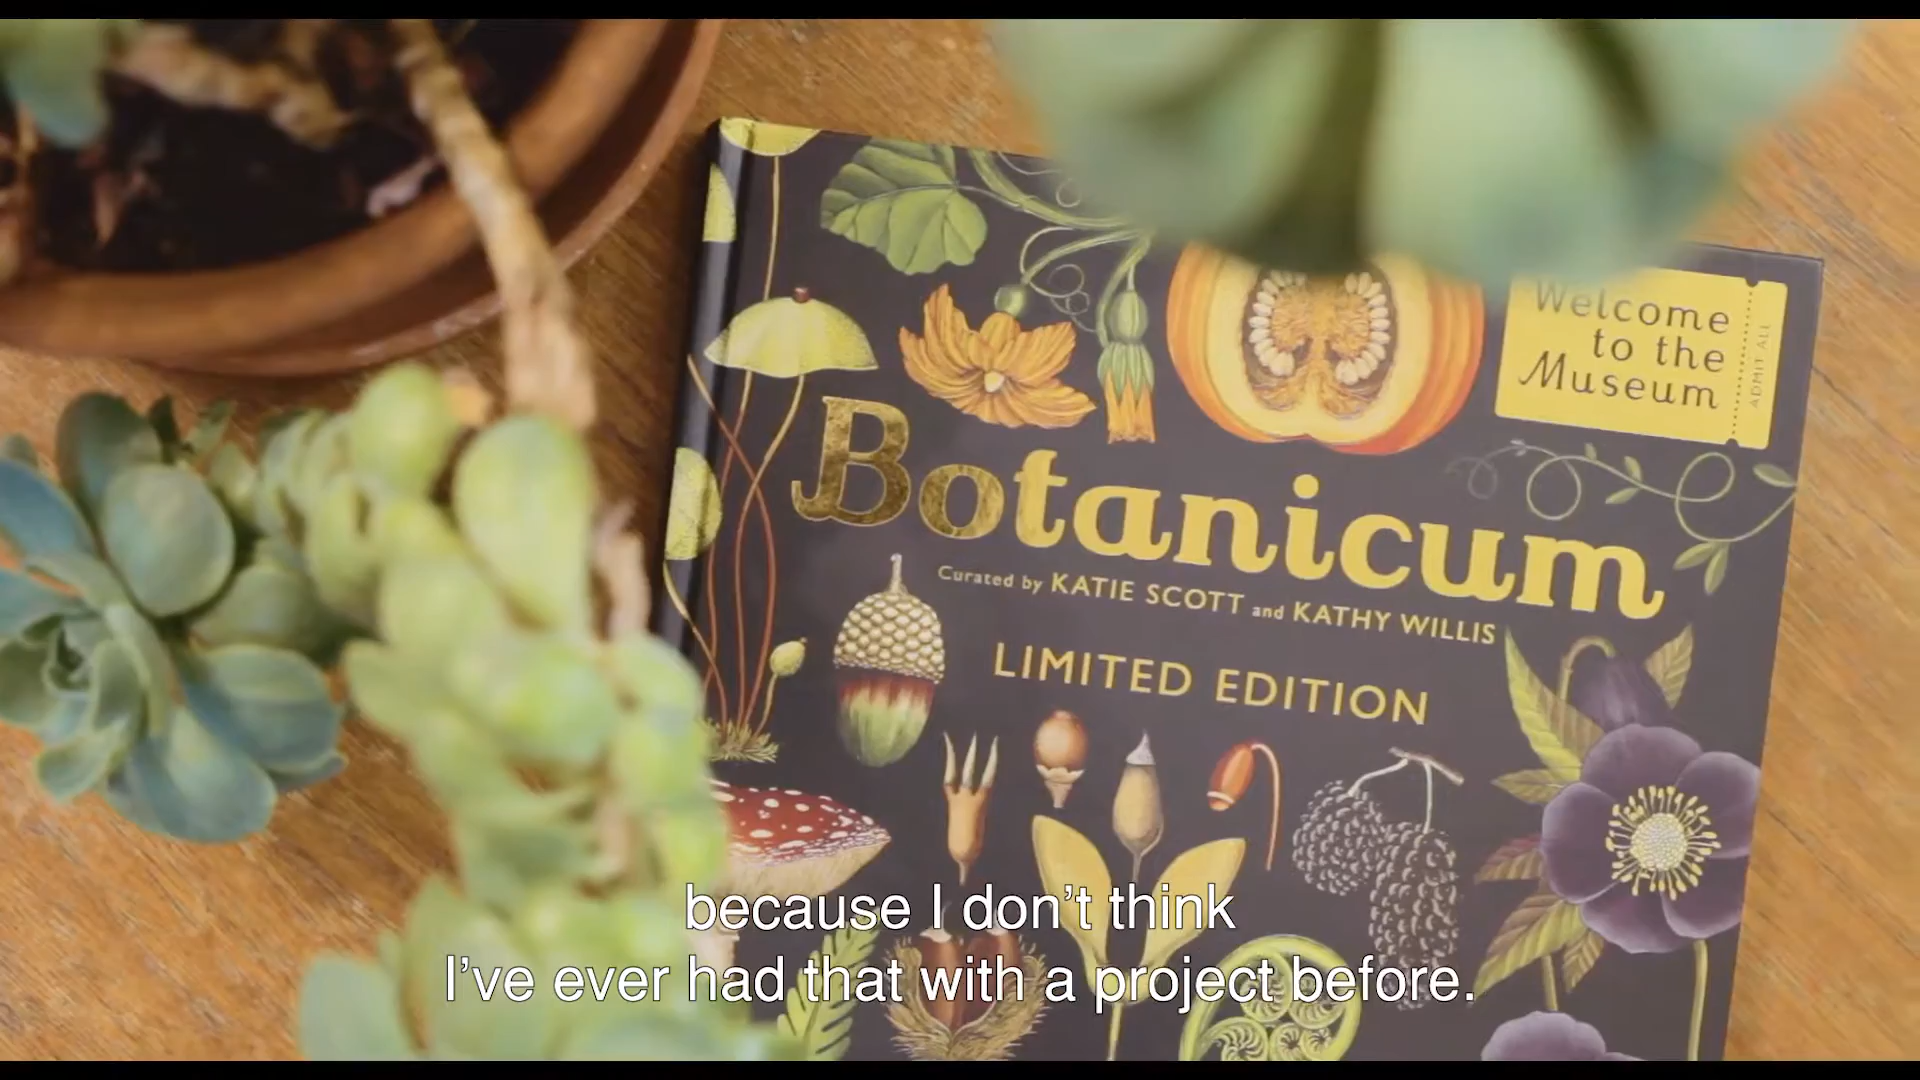 Welcome
to the
Museum
ADMIT ALL
Botanicum
Curated by KATIE SCOTT and KATHY WILLIS
LIMITED EDITION
because I don't think
I've ever had that with a project before.